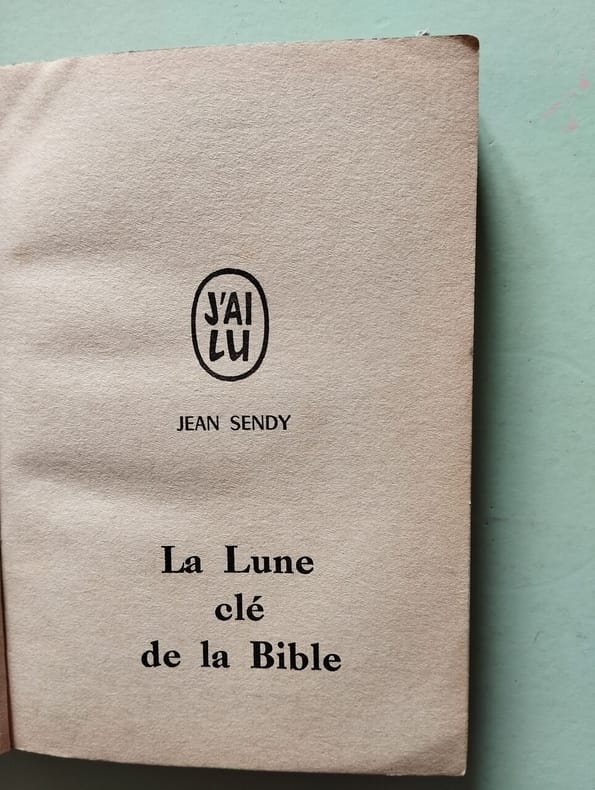 J'AI
LU
JEAN SENDY
La Lune
clé
de la Bible